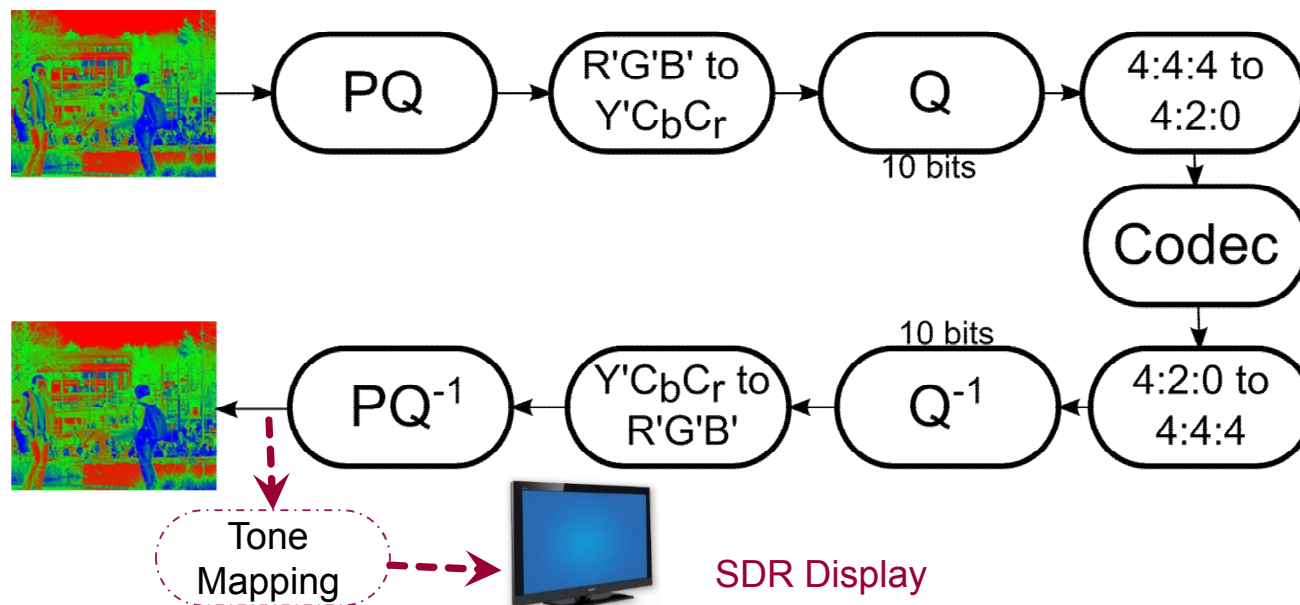 PQ
R'G'B' to
Y'CbCr
Q
10 bits
4:4:4 to
4:2:0
Codec
4:2:0 to
4:4:4
10 bits
Q-1
Y'CbCr to
R'G'B'
PQ-1
Tone
Mapping
SDR Display